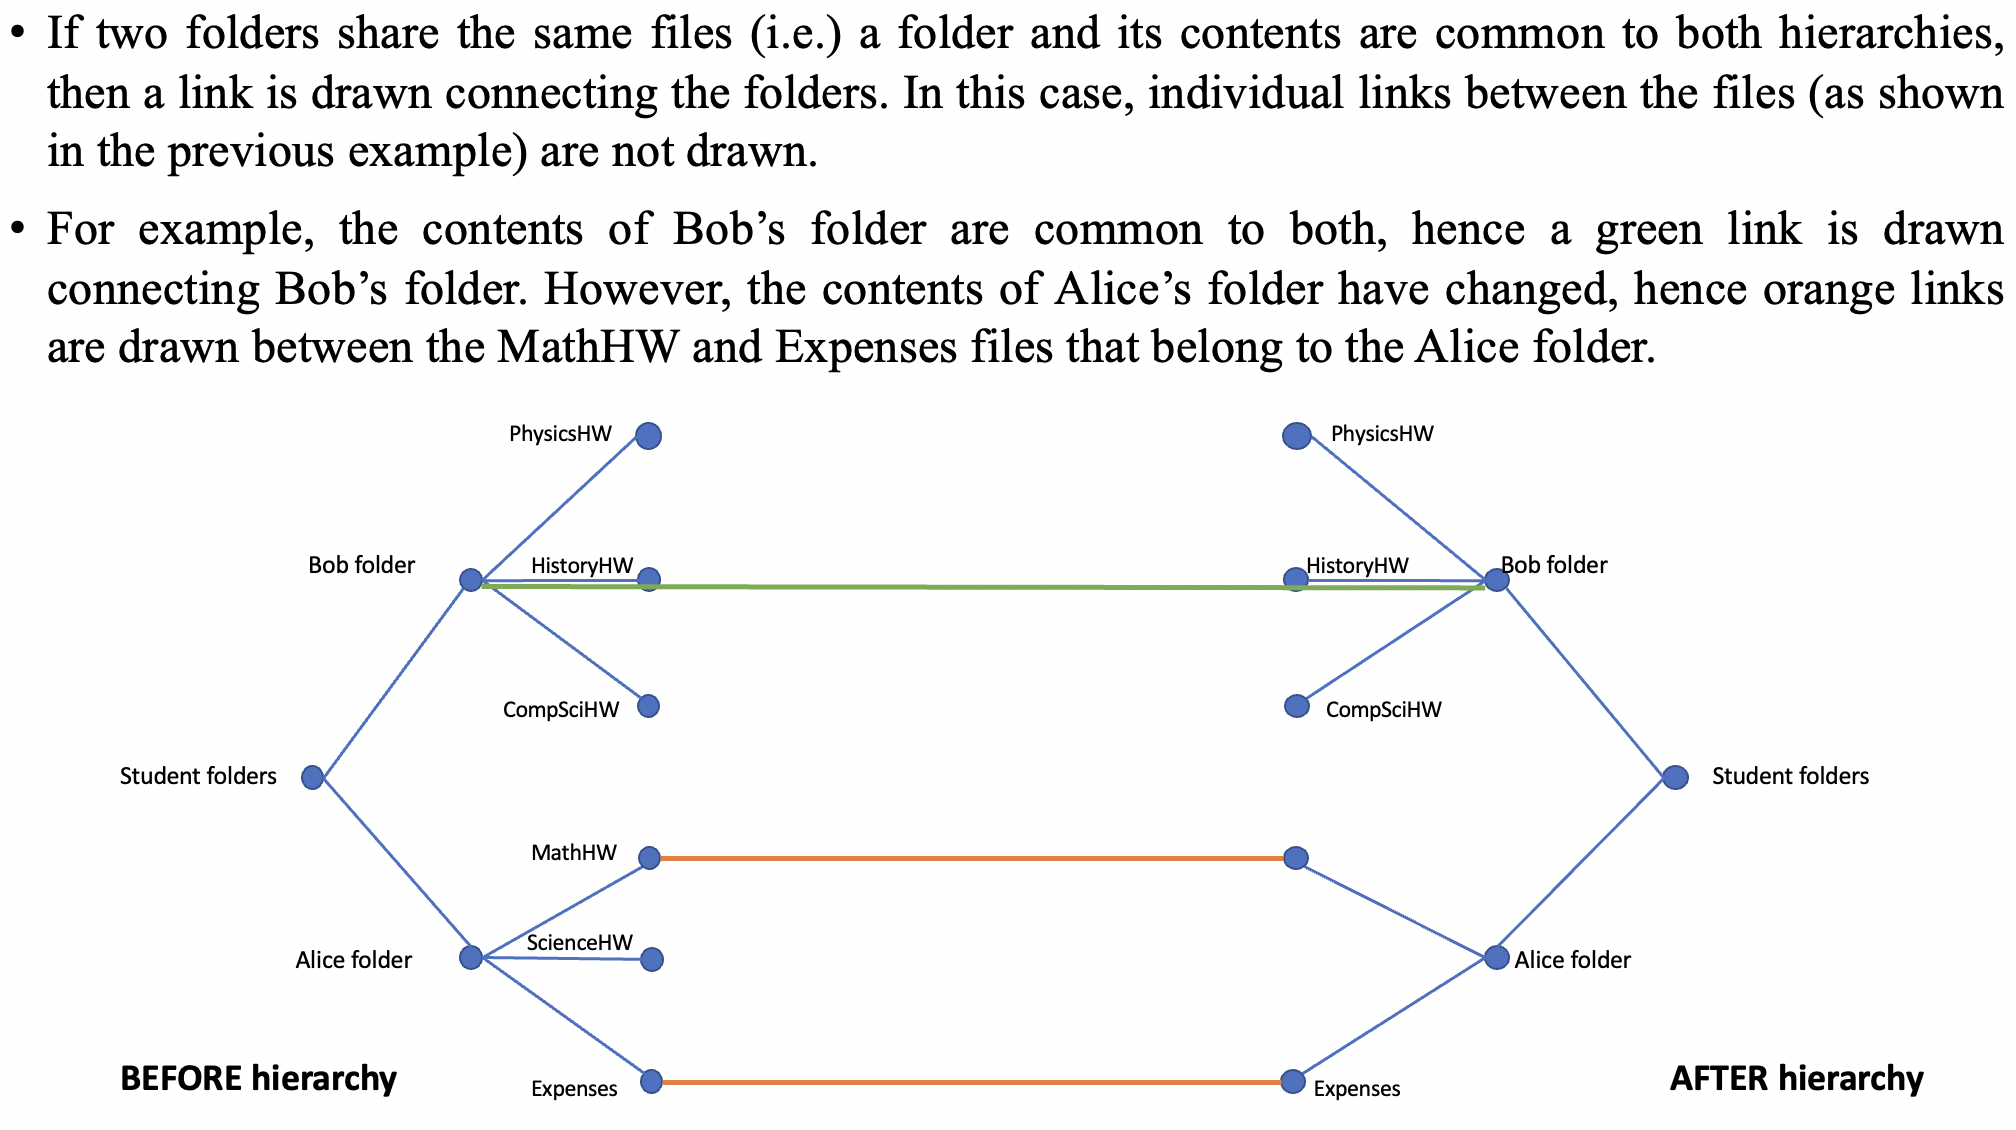 • If two folders share the same files (i.e.) a folder and its contents are common to both hierarchies,
then a link is drawn connecting the folders. In this case, individual links between the files (as shown
in the previous example) are not drawn.
• For example, the contents of Bob’s folder are common to both, hence a green link is drawn
connecting Bob’s folder. However, the contents of Alice’s folder have changed, hence orange links
are drawn between the MathHW and Expenses files that belong to the Alice folder.
PhysicsHW
PhysicsHW
Bob folder
HistoryHW
HistoryHW
Bob folder
CompSciHW
CompSciHW
Student folders
Student folders
MathHW
ScienceHW
Alice folder
Alice folder
BEFORE hierarchy
Expenses
Expenses
AFTER hierarchy